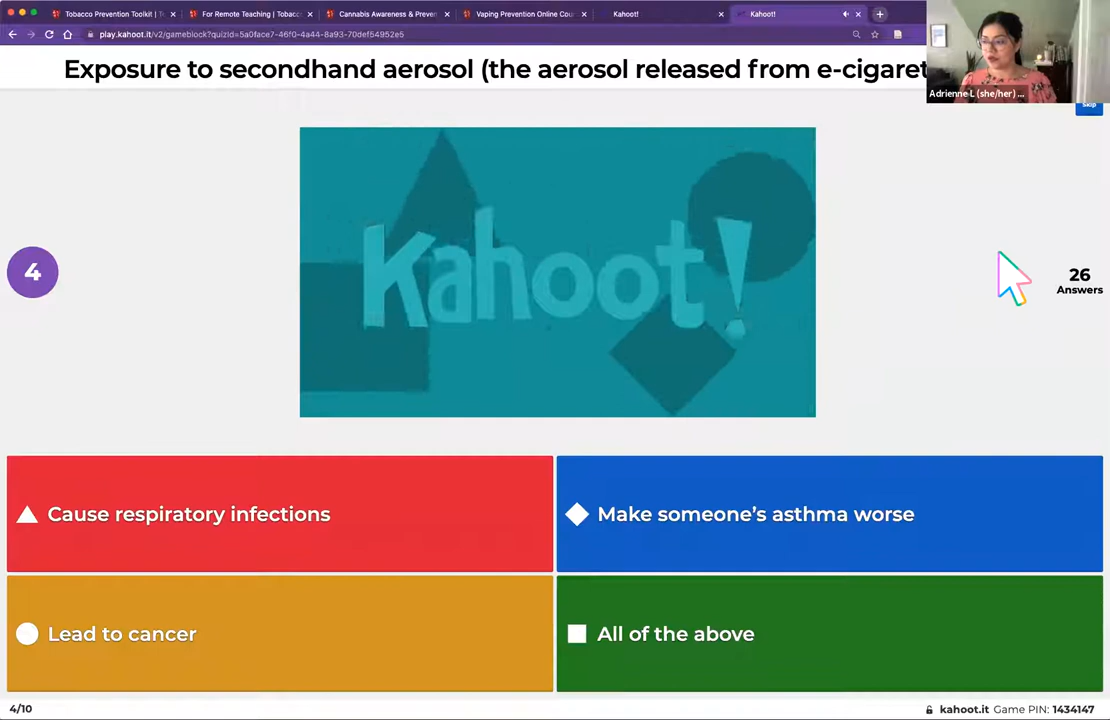 Tobacco Prevention Toolkit | T
For Remote Teaching | Tobacc
Cannabis Awareness & Preven
Vaping Prevention Online Cou
Kahoot!
Kahoot!
play.kahoot.it/v2/gameblock?quizId=5a0face7-46f0-4a44-8a93-70def54952e5
Exposure to secondhand aerosol (the aerosol released from e-cigaret
Adrienne L (she/her) ...
Skip
Kahoot!
4
26
Answers
Cause respiratory infections
Make someone's asthma worse
Lead to cancer
All of the above
4/10
kahoot.it Game PIN: 1434147